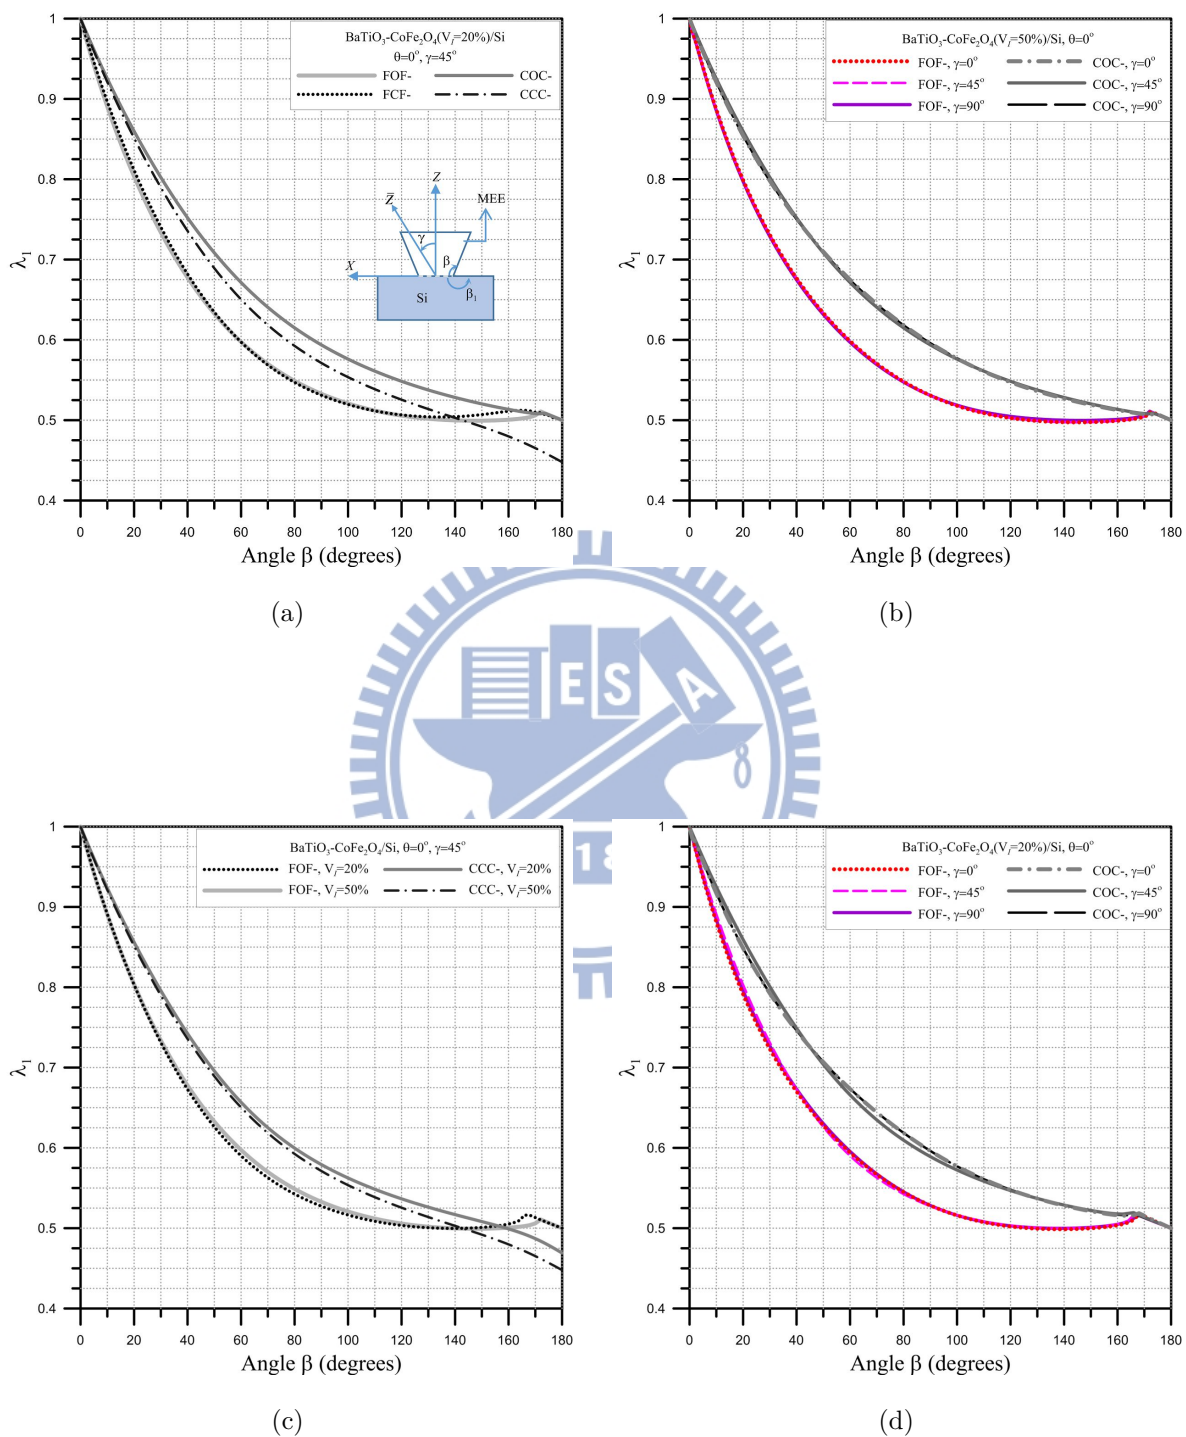 1
0.9
0.8
0.7
0.6
0.5
0.4
λ1
0 20 40 60 80 100 120 140 160 180
Angle β (degrees)
BaTiO3-CoFe2O4(Vf=20%)/Si
θ=0°, γ=45°
FOF- COC-
FCF- CCC-
Z
Z̅
MEE
γ
β
X
Si
β1
(a)
1
0.9
0.8
0.7
0.6
0.5
0.4
λ1
0 20 40 60 80 100 120 140 160 180
Angle β (degrees)
BaTiO3-CoFe2O4(Vf=50%)/Si, θ=0°
FOF-, γ=0° COC-, γ=0°
FOF-, γ=45° COC-, γ=45°
FOF-, γ=90° COC-, γ=90°
(b)
E S A
18
1
0.9
0.8
0.7
0.6
0.5
0.4
λ1
0 20 40 60 80 100 120 140 160 180
Angle β (degrees)
BaTiO3-CoFe2O4/Si, θ=0°, γ=45°
FOF-, Vf=20% CCC-, Vf=20%
FOF-, Vf=50% CCC-, Vf=50%
(c)
1
0.9
0.8
0.7
0.6
0.5
0.4
λ1
0 20 40 60 80 100 120 140 160 180
Angle β (degrees)
BaTiO3-CoFe2O4(Vf=20%)/Si, θ=0°
FOF-, γ=0° COC-, γ=0°
FOF-, γ=45° COC-, γ=45°
FOF-, γ=90° COC-, γ=90°
(d)